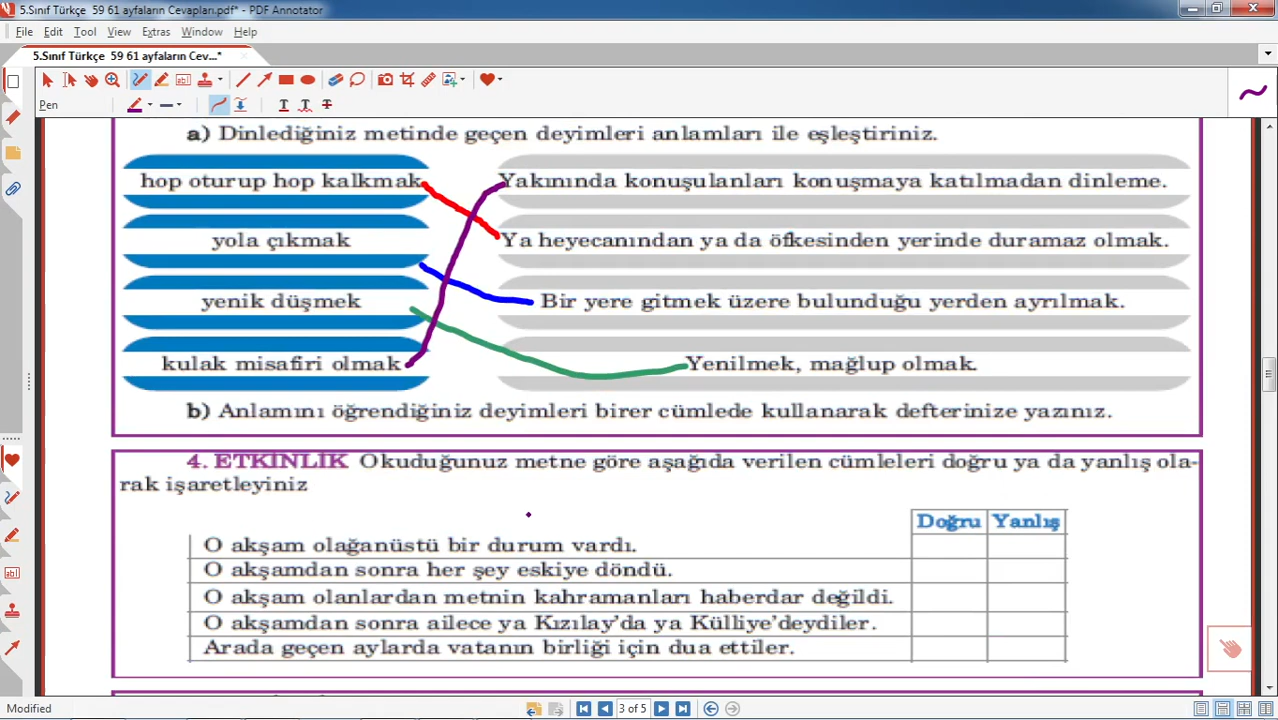 5.Sınıf Türkçe 59 61 ayfaların Cevapları.pdf* - PDF Annotator
File Edit Tool View Extras Window Help
5.Sınıf Türkçe 59 61 ayfaların Cev...*
Pen
a) Dinlediğiniz metinde geçen deyimleri anlamları ile eşleştiriniz.
hop oturup hop kalkmak Yakınında konuşulanları konuşmaya katılmadan dinleme.
yola çıkmak Ya heyecanından ya da öfkesinden yerinde duramaz olmak.
yenik düşmek Bir yere gitmek üzere bulunduğu yerden ayrılmak.
kulak misafiri olmak Yenilmek, mağlup olmak.
b) Anlamını öğrendiğiniz deyimleri birer cümlede kullanarak defterinize yazınız.
4. ETKİNLİK Okuduğunuz metne göre aşağıda verilen cümleleri doğru ya da yanlış ola-
rak işaretleyiniz
Doğru Yanlış
O akşam olağanüstü bir durum vardı.
O akşamdan sonra her şey eskiye döndü.
O akşam olanlardan metnin kahramanları haberdar değildi.
O akşamdan sonra ailece ya Kızılay'da ya Külliye'deydiler.
Arada geçen aylarda vatanın birliği için dua ettiler.
Modified 3 of 5